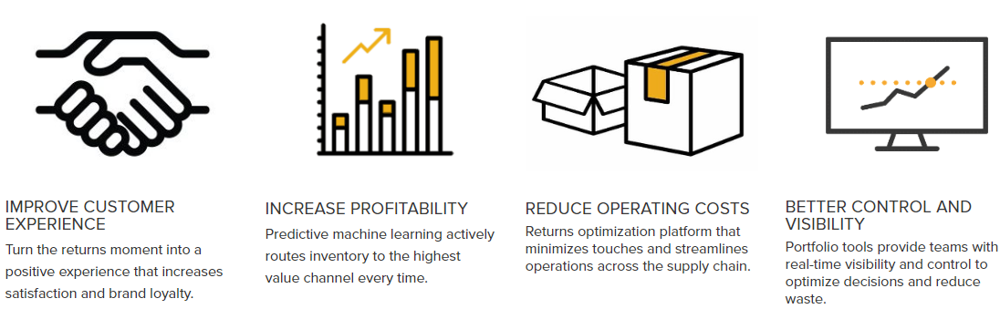 IMPROVE CUSTOMER
EXPERIENCE
Turn the returns moment into a
positive experience that increases
satisfaction and brand loyalty.
INCREASE PROFITABILITY
Predictive machine learning actively
routes inventory to the highest
value channel every time.
REDUCE OPERATING COSTS
Returns optimization platform that
minimizes touches and streamlines
operations across the supply chain.
BETTER CONTROL AND
VISIBILITY
Portfolio tools provide teams with
real-time visibility and control to
optimize decisions and reduce
waste.